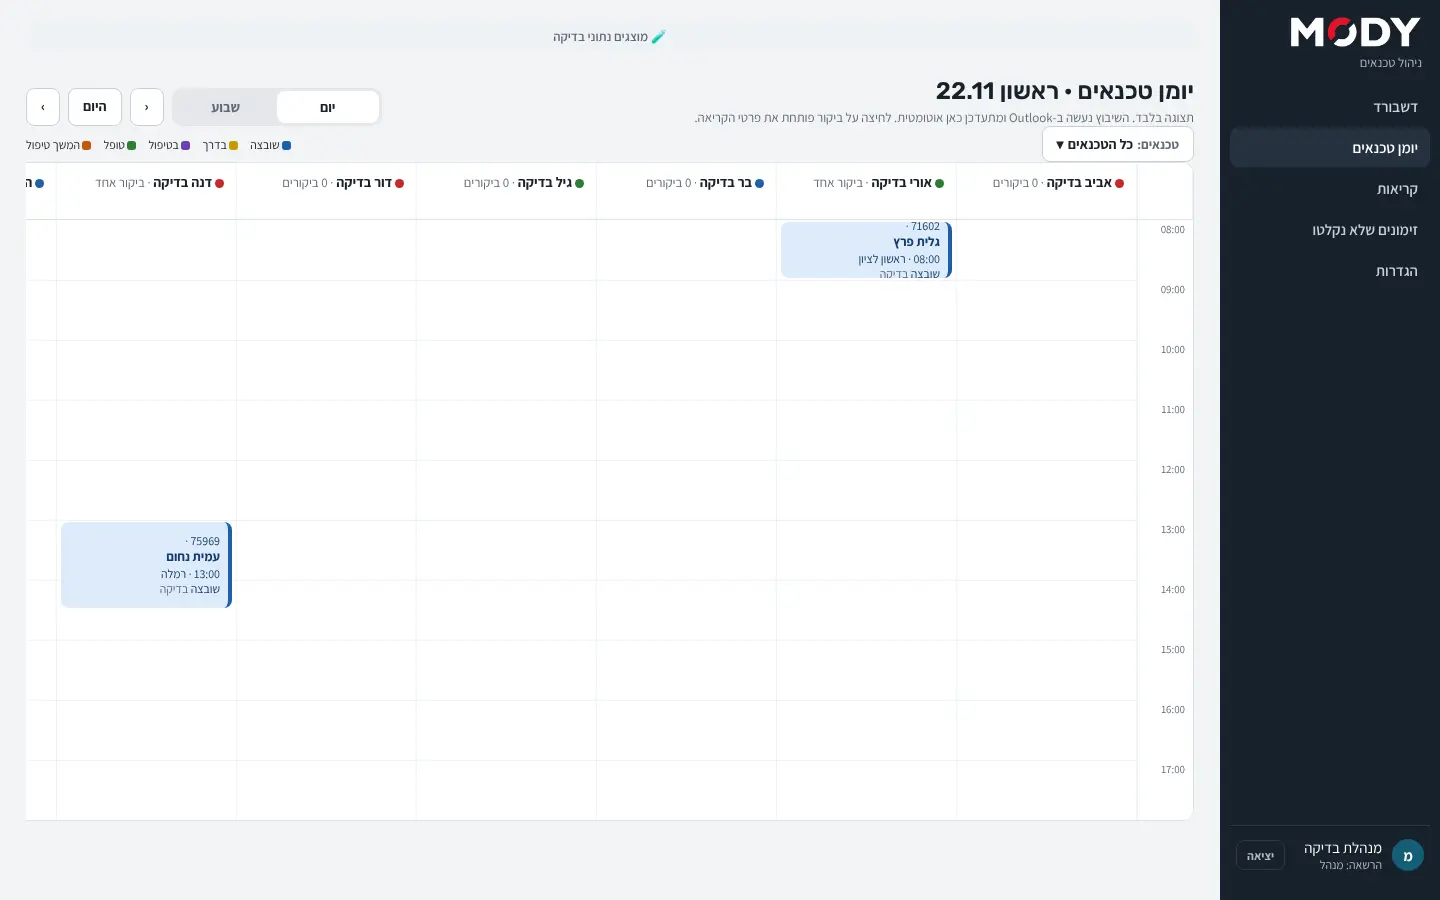 MODY
ניהול טכנאים
דשבורד
יומן טכנאים
קריאות
זימונים שלא נקלטו
הגדרות
מ
מנהלת בדיקה
הרשאה: מנהל
יציאה
🧪 מוצגים נתוני בדיקה
יומן טכנאים • ראשון 22.11
תצוגה בלבד. השיבוץ נעשה ב-Outlook ומתעדכן כאן אוטומטית. לחיצה על ביקור פותחת את פרטי הקריאה.
יום
שבוע
‹
היום
›
טכנאים: כל הטכנאים ▼
שובצה
בדרך
בטיפול
טופל
המשך טיפול
אביב בדיקה · 0 ביקורים
אורי בדיקה · ביקור אחד
בר בדיקה · 0 ביקורים
גיל בדיקה · 0 ביקורים
דור בדיקה · 0 ביקורים
דנה בדיקה · ביקור אחד
08:00
09:00
10:00
11:00
12:00
13:00
14:00
15:00
16:00
17:00
71602 ·
גלית פרץ
08:00 · ראשון לציון
שובצה בדיקה
75969 ·
עמית נחום
13:00 · רמלה
שובצה בדיקה